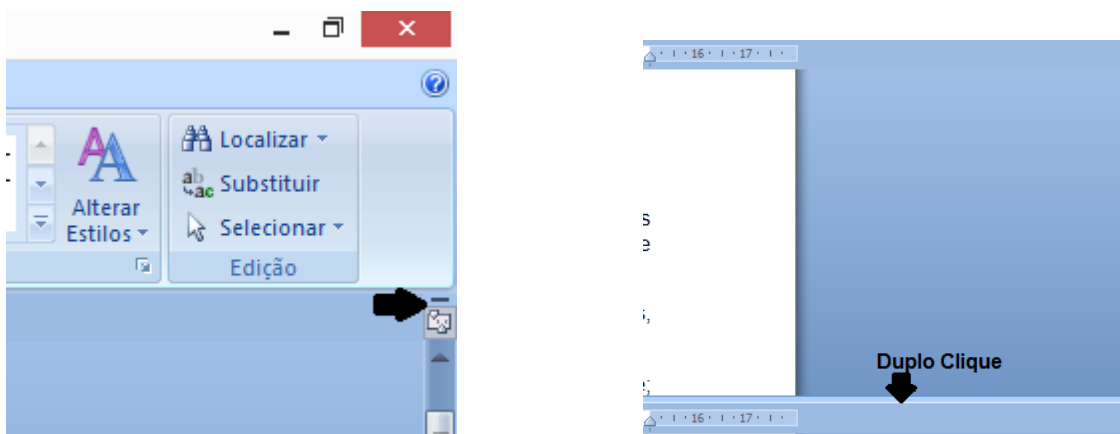 Localizar
Substituir
Alterar
Estilos
Selecionar
Edição
16 17
s
e
s,
e;
Duplo Clique
16 17